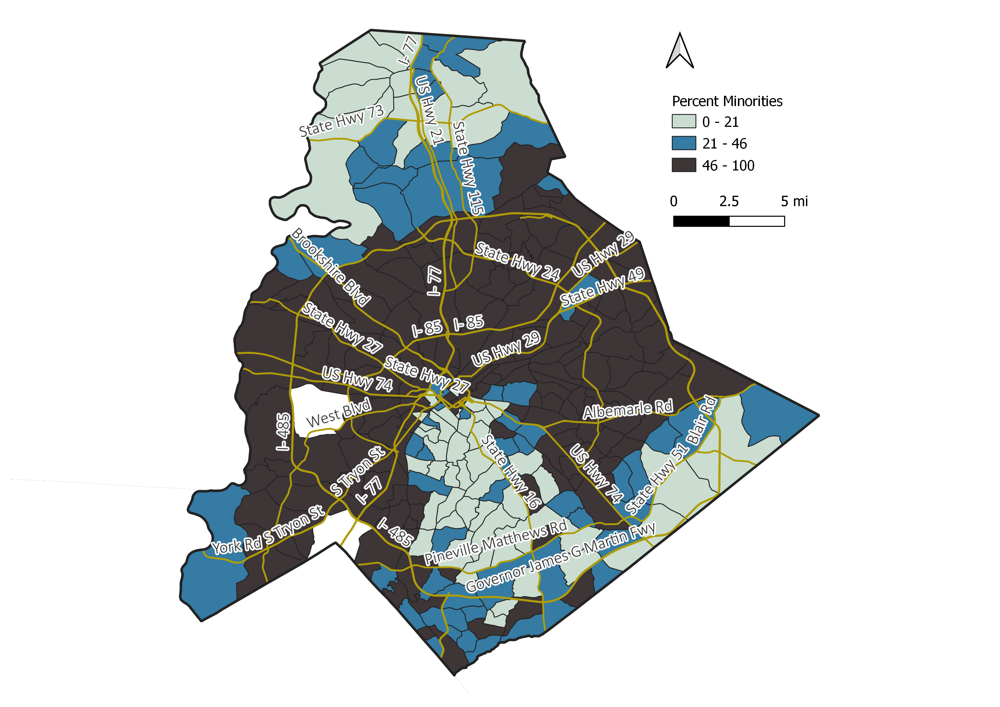 I- 77
US Hwy 21
State Hwy 73
State Hwy 115
Percent Minorities
0 - 21
21 - 46
46 - 100
0 2.5 5 mi
Brookshire Blvd
State Hwy 24
US Hwy 29
State Hwy 49
I- 77
State Hwy 27
I- 85
I- 85
US Hwy 29
State Hwy 27
US Hwy 74
West Blvd
Albemarle Rd
Blair Rd
I- 485
State Hwy 51
State Hwy 16
US Hwy 74
S Tryon St
I- 77
York Rd
S Tryon St
I- 485
Pineville Matthews Rd
Governor James G Martin Fwy